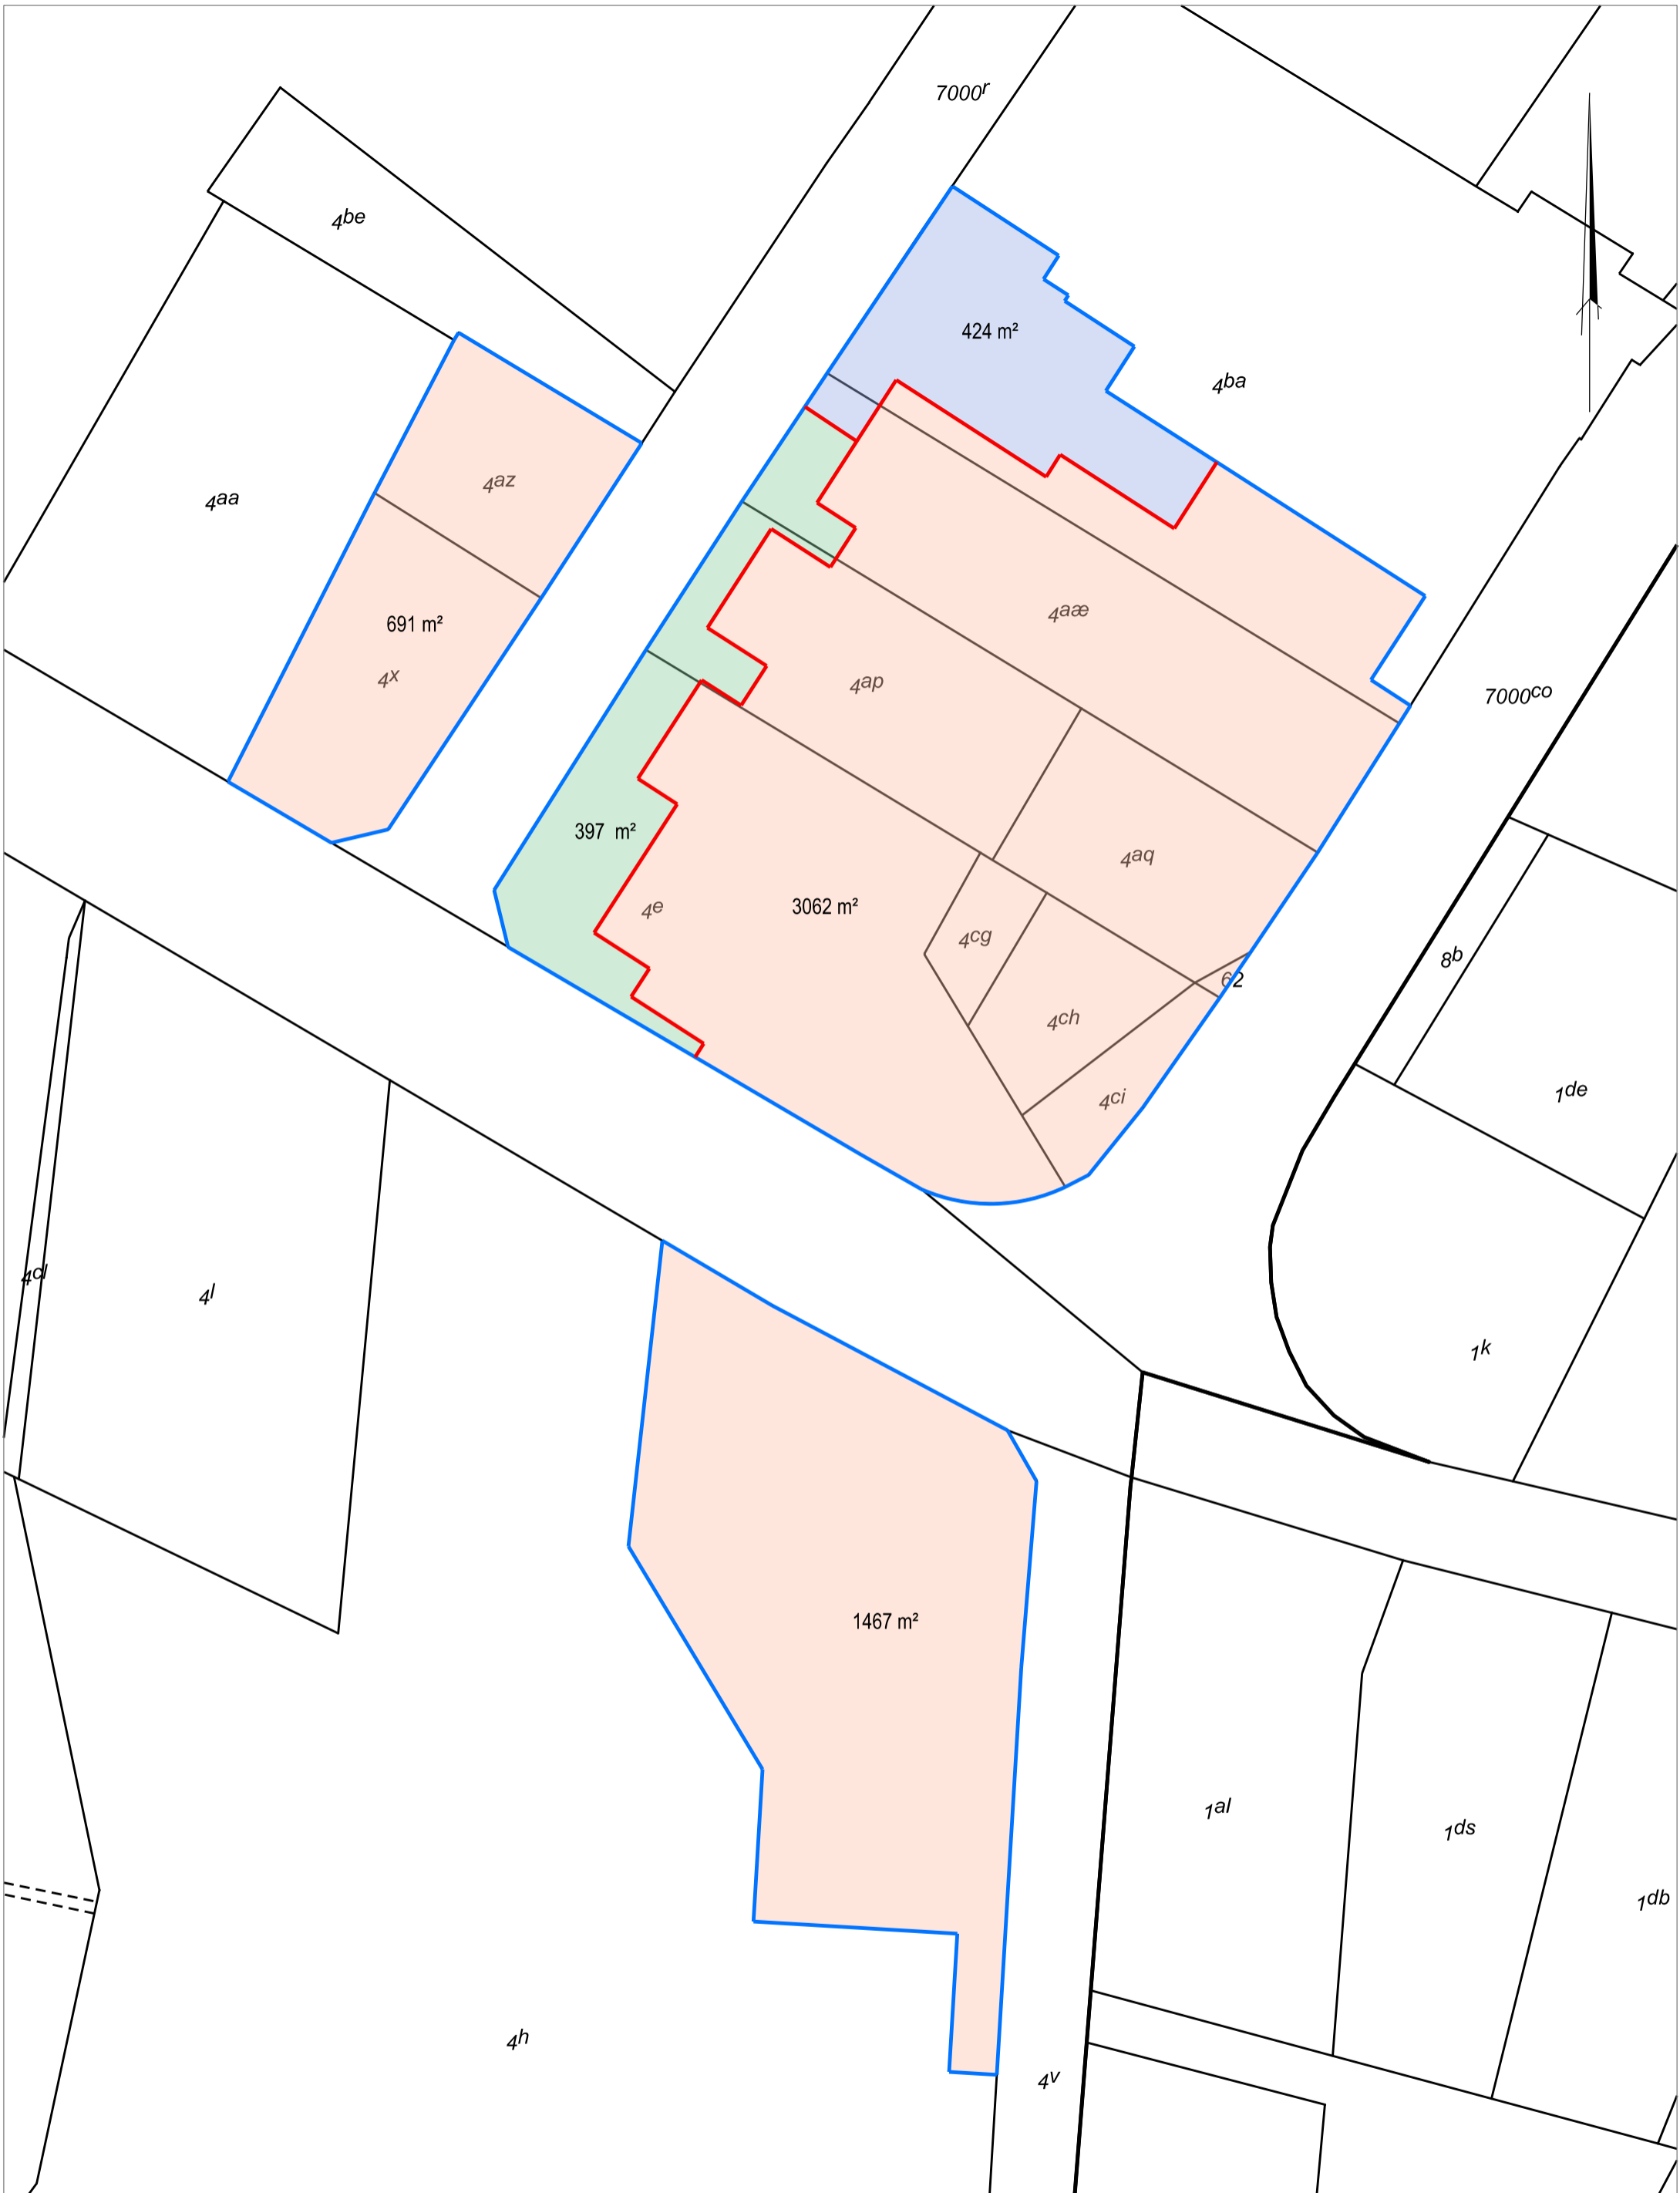 7000r
4be
424 m²
4ba
4az
4aa
4aæ
691 m²
4x
4ap
7000co
397 m²
4aq
4e
3062 m²
4cg
8b
62
4ch
4ci
1de
4cl
4l
1k
1467 m²
1al
1ds
1db
4h
4v